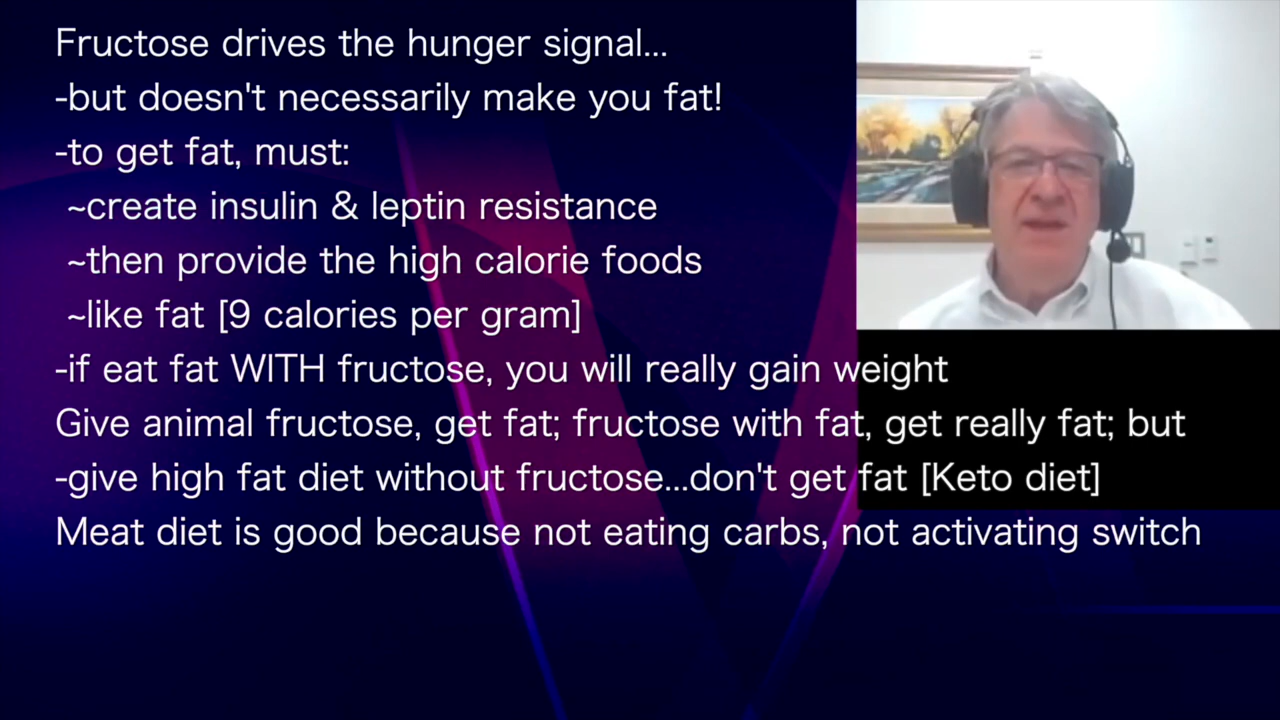 Fructose drives the hunger signal...
-but doesn't necessarily make you fat!
-to get fat, must:
~create insulin & leptin resistance
~then provide the high calorie foods
~like fat [9 calories per gram]
-if eat fat WITH fructose, you will really gain weight
Give animal fructose, get fat; fructose with fat, get really fat; but
-give high fat diet without fructose...don't get fat [Keto diet]
Meat diet is good because not eating carbs, not activating switch